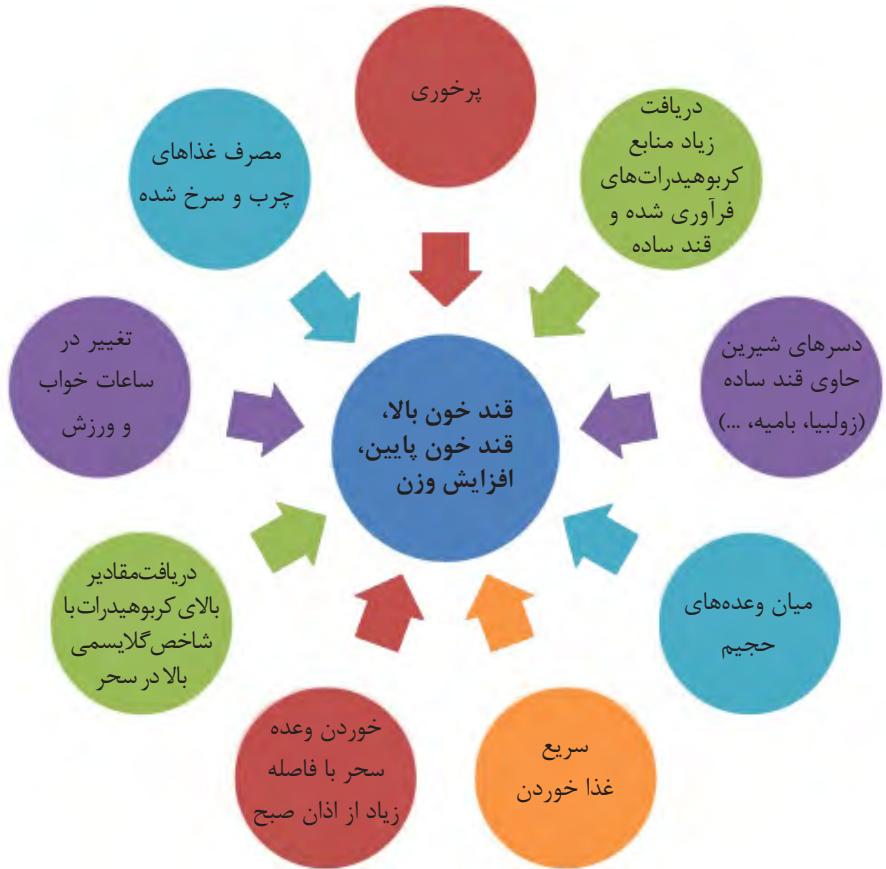 پرخوری
دریافت
زیاد منابع
کربوهیدرات‌های
فرآوری شده و
قند ساده
دسرهای شیرین
حاوی قند ساده
(زولبیا، بامیه، ...)
میان وعده‌های
حجیم
سریع
غذا خوردن
خوردن وعده
سحر با فاصله
زیاد از اذان صبح
دریافت مقادیر
بالای کربوهیدرات با
شاخص گلایسمی
بالا در سحر
تغییر در
ساعات خواب
و ورزش
مصرف غذاهای
چرب و سرخ شده
قند خون بالا،
قند خون پایین،
افزایش وزن